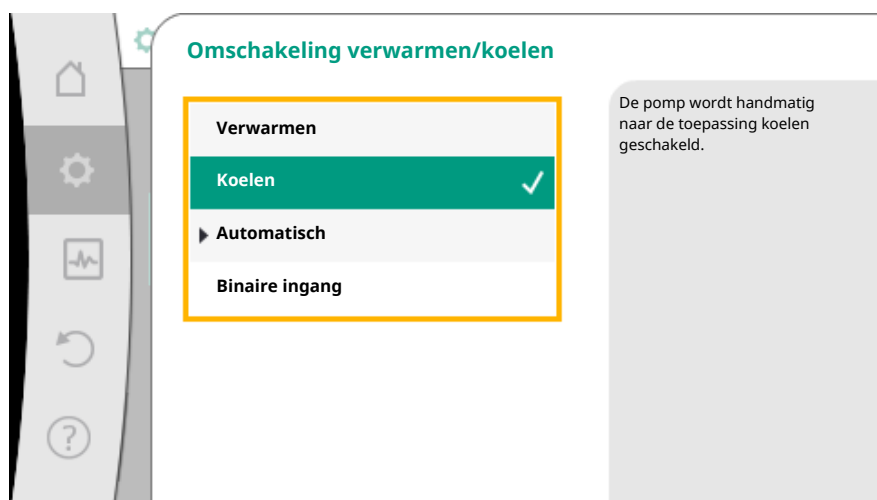 Omschakeling verwarmen/koelen
Verwarmen
Koelen
Automatisch
Binaire ingang
De pomp wordt handmatig
naar de toepassing koelen
geschakeld.
?